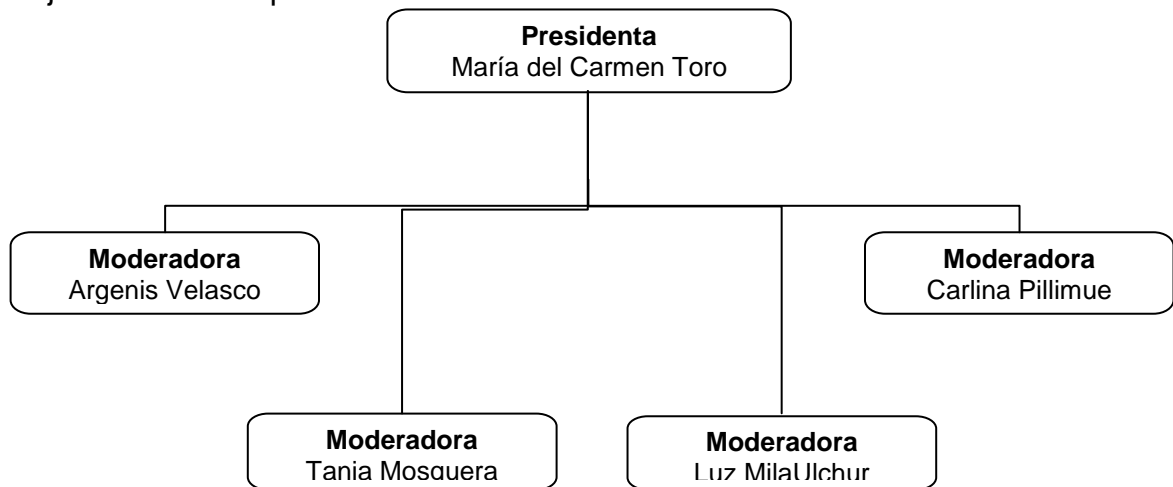 Presidenta
María del Carmen Toro
Moderadora
Argenis Velasco
Moderadora
Carlina Pillimue
Moderadora
Tania Mosquera
Moderadora
Luz MilaUlchur